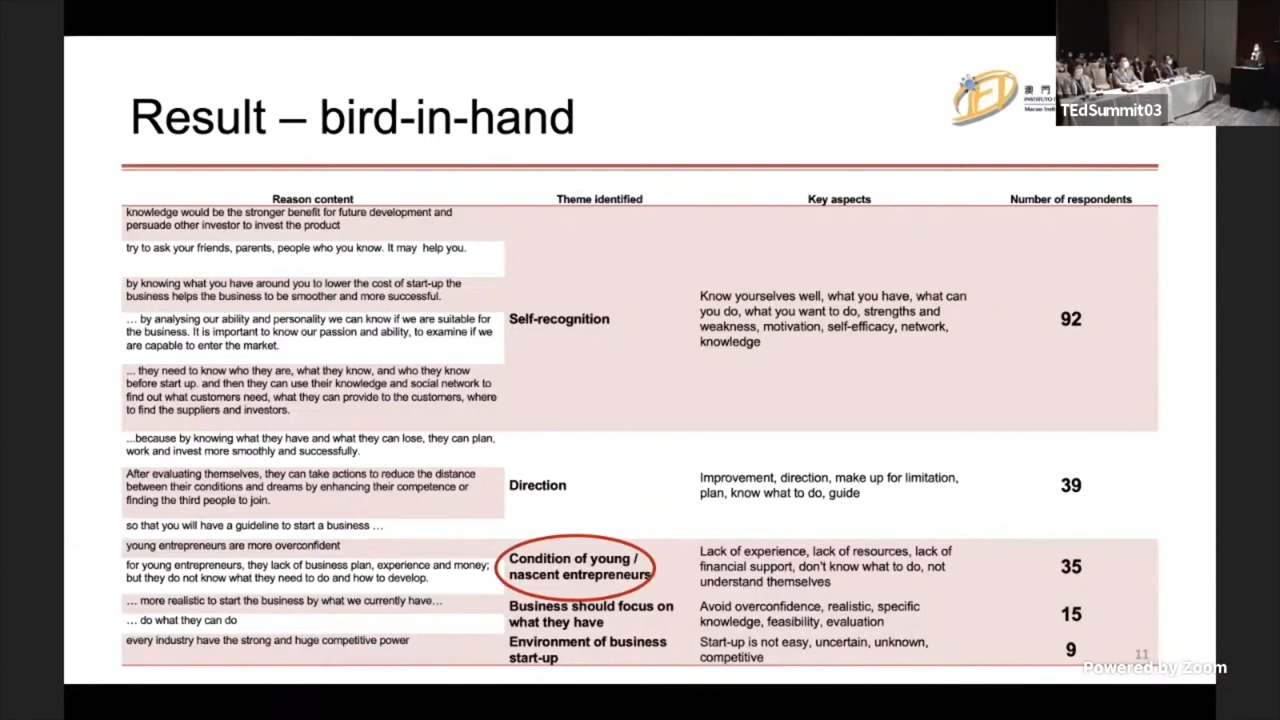 Result – bird-in-hand
澳 門
INSTITUTO
TEdSummit03
Reason content
Theme identified
Key aspects
Number of respondents
knowledge would be the stronger benefit for future development and
persuade other investor to invest the product
try to ask your friends, parents, people who you know. It may help you.
by knowing what you have around you to lower the cost of start-up the
business helps the business to be smoother and more successful.
… by analysing our ability and personality we can know if we are suitable for
the business. It is important to know our passion and ability, to examine if we
are capable to enter the market.
... they need to know who they are, what they know, and who they know
before start up. and then they can use their knowledge and social network to
find out what customers need, what they can provide to the customers, where
to find the suppliers and investors.
Self-recognition
Know yourselves well, what you have, what can
you do, what you want to do, strengths and
weakness, motivation, self-efficacy, network,
knowledge
92
...because by knowing what they have and what they can lose, they can plan,
work and invest more smoothly and successfully.
After evaluating themselves, they can take actions to reduce the distance
between their conditions and dreams by enhancing their competence or
finding the third people to join.
so that you will have a guideline to start a business …
Direction
Improvement, direction, make up for limitation,
plan, know what to do, guide
39
young entrepreneurs are more overconfident
for young entrepreneurs, they lack of business plan, experience and money;
but they do not know what they need to do and how to develop.
Condition of young /
nascent entrepreneurs
Lack of experience, lack of resources, lack of
financial support, don't know what to do, not
understand themselves
35
… more realistic to start the business by what we currently have…
… do what they can do
Business should focus on
what they have
Avoid overconfidence, realistic, specific
knowledge, feasibility, evaluation
15
every industry have the strong and huge competitive power
Environment of business
start-up
Start-up is not easy, uncertain, unknown,
competitive
9
11
Powered by Zoom